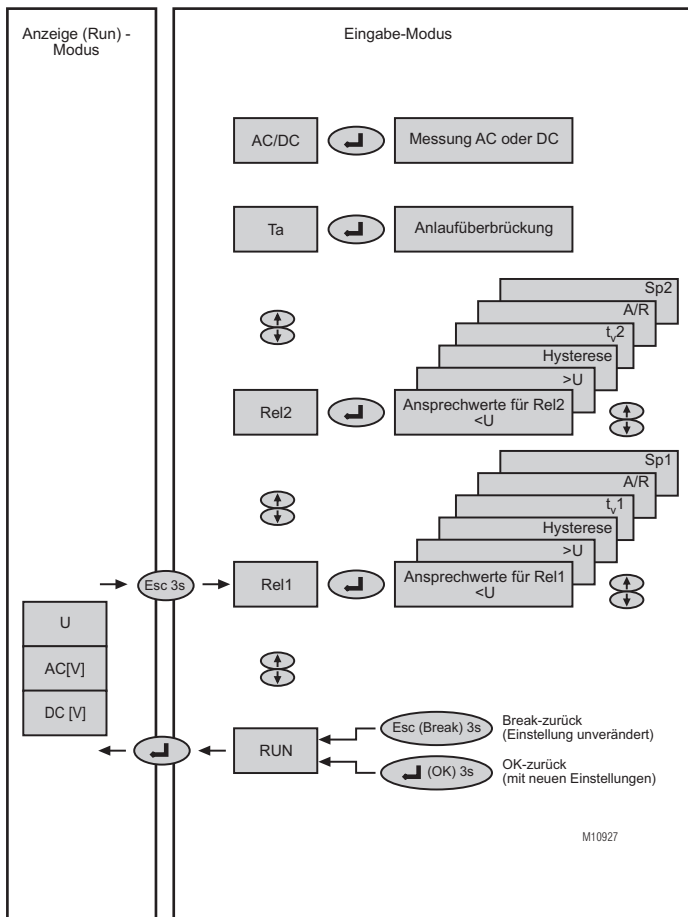 Anzeige (Run) -
Modus
Eingabe-Modus
AC/DC
Messung AC oder DC
Ta
Anlaufüberbrückung
Sp2
A/R
tv2
Hysterese
>U
Rel2
Ansprechwerte für Rel2
<U
Sp1
A/R
tv1
Hysterese
>U
Esc 3s
Rel1
Ansprechwerte für Rel1
<U
U
AC[V]
DC [V]
RUN
Esc (Break) 3s
Break-zurück
(Einstellung unverändert)
(OK) 3s
OK-zurück
(mit neuen Einstellungen)
M10927